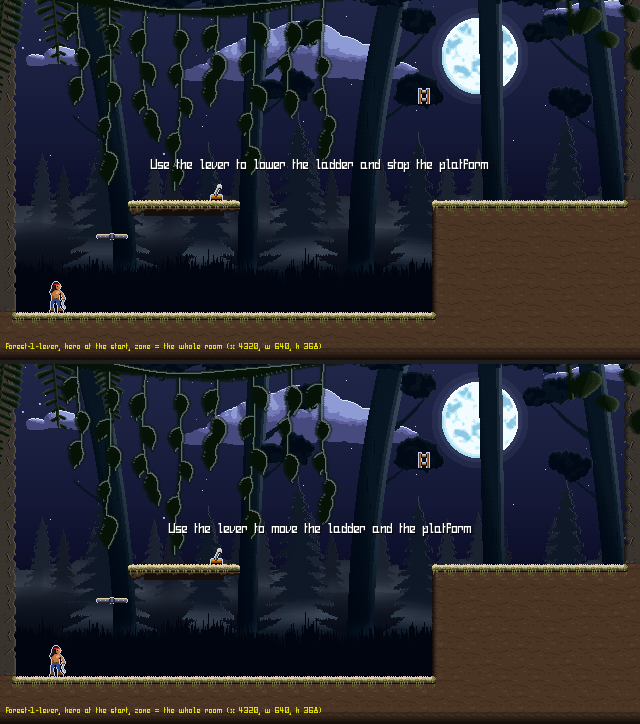 Use the lever to lower the ladder and stop the platform
Forest-1-lever, hero at the start, zone = the whole room (x 4320, w 640, h 368)
Use the lever to move the ladder and the platform
Forest-1-lever, hero at the start, zone = the whole room (x 4320, w 640, h 368)